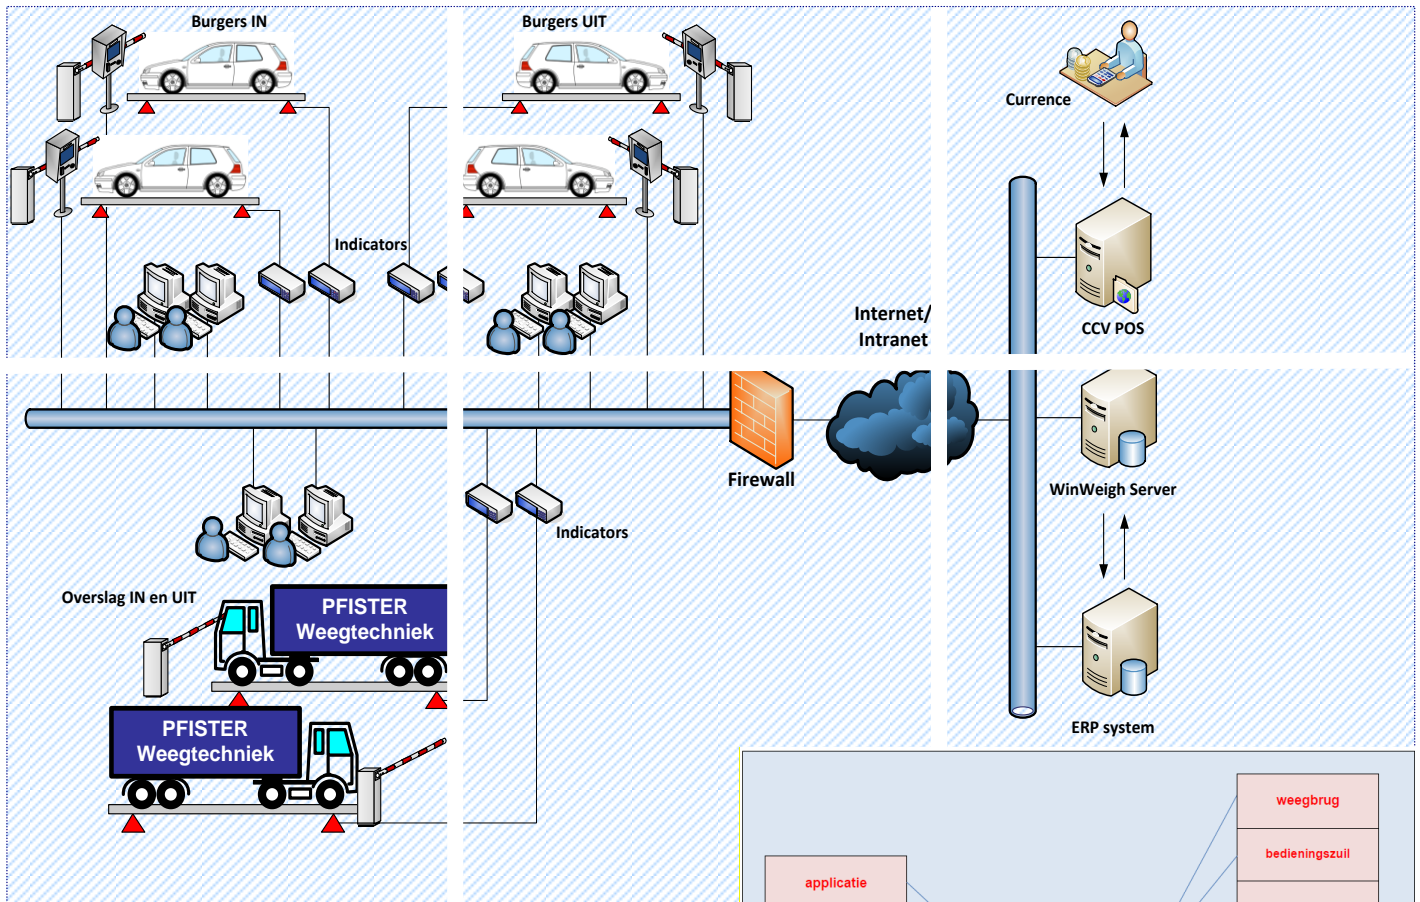 Burgers IN
Burgers UIT
Currence
Indicators
Internet/
Intranet
CCV POS
Firewall
WinWeigh Server
Indicators
Overslag IN en UIT
PFISTER
Weegtechniek
PFISTER
Weegtechniek
ERP system
weegbrug
bedieningszuil
applicatie